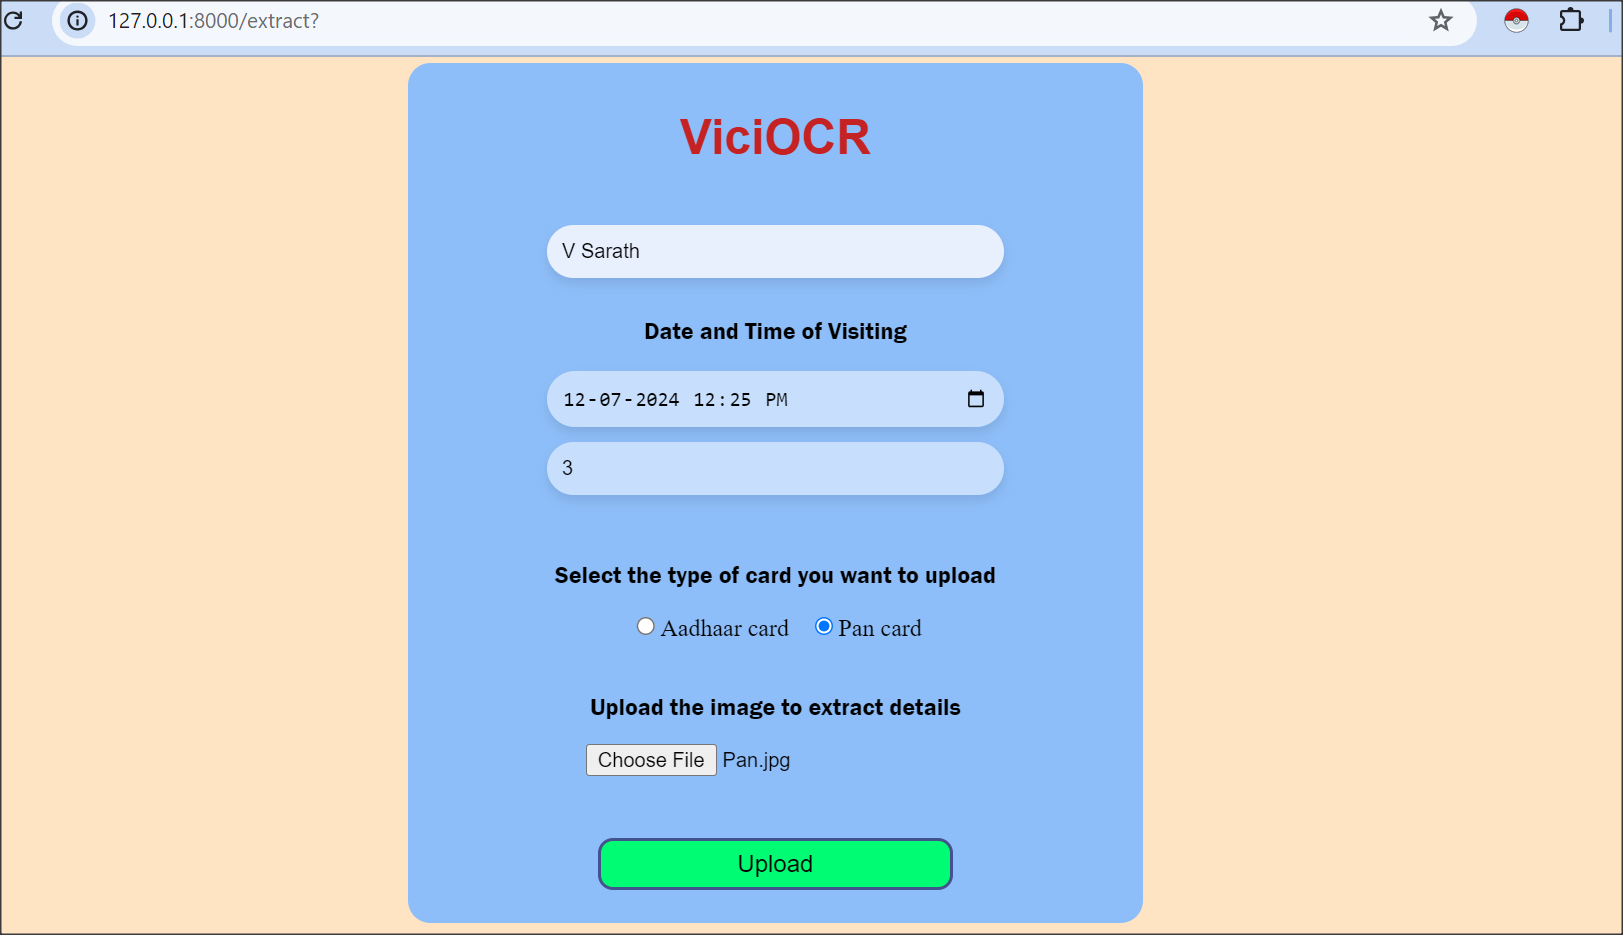 127.0.0.1:8000/extract?
ViciOCR
V Sarath
Date and Time of Visiting
12-07-2024 12:25 PM
3
Select the type of card you want to upload
Aadhaar card Pan card
Upload the image to extract details
Choose File Pan.jpg
Upload